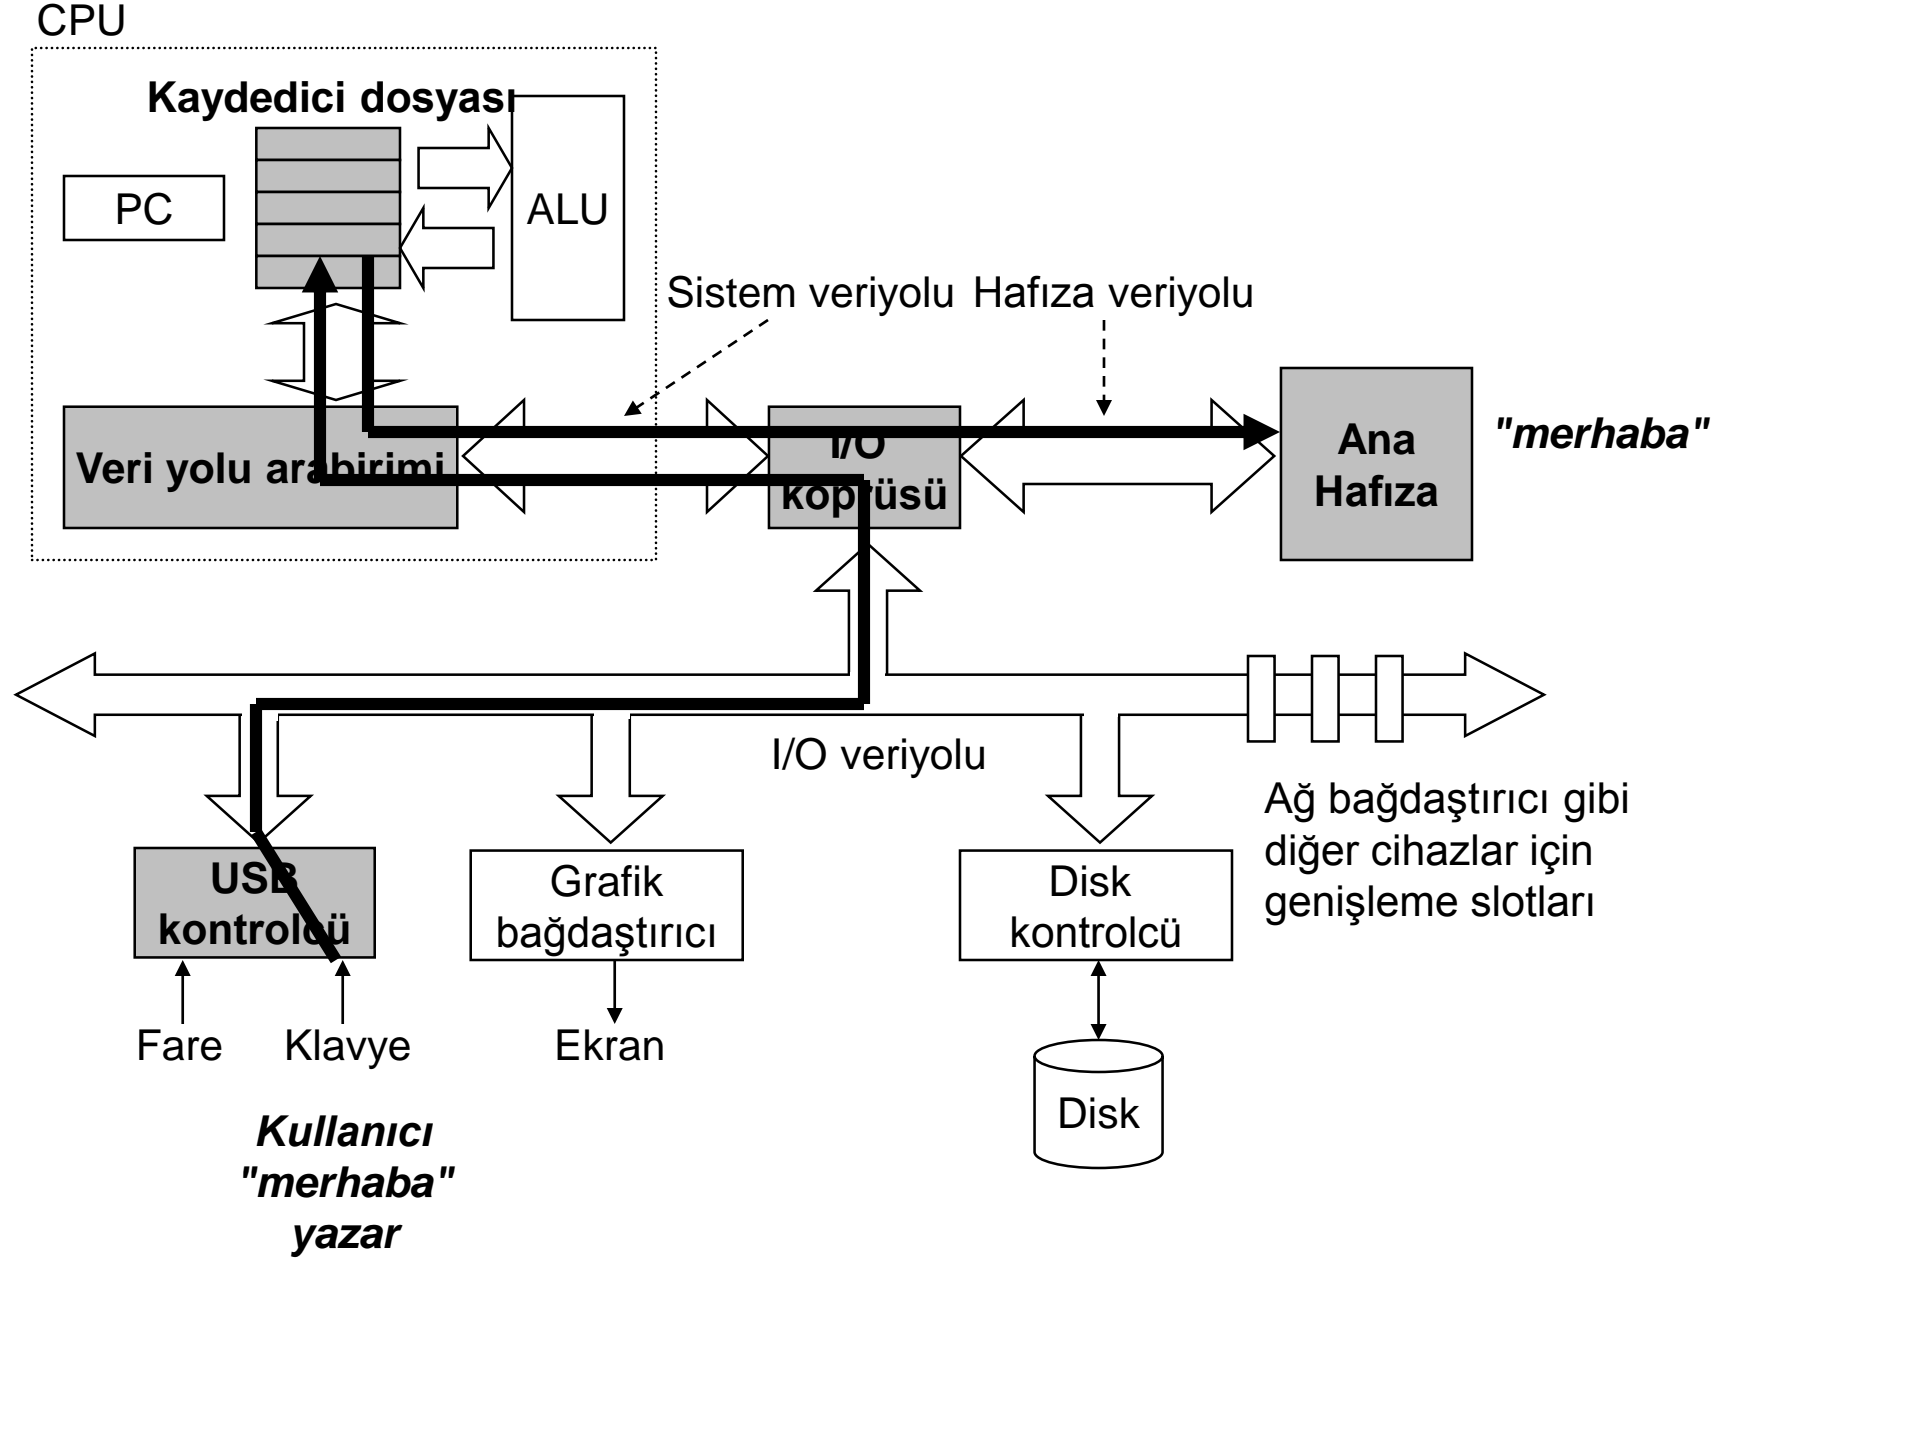 CPU
Kaydedici dosyası
PC
ALU
Sistem veriyolu
Hafıza veriyolu
Veri yolu arabirimi
I/O
köprüsü
Ana
Hafıza
"merhaba"
I/O veriyolu
Ağ bağdaştırıcı gibi
diğer cihazlar için
genişleme slotları
USB
kontrolcü
Grafik
bağdaştırıcı
Disk
kontrolcü
Fare
Klavye
Ekran
Disk
Kullanıcı
"merhaba"
yazar